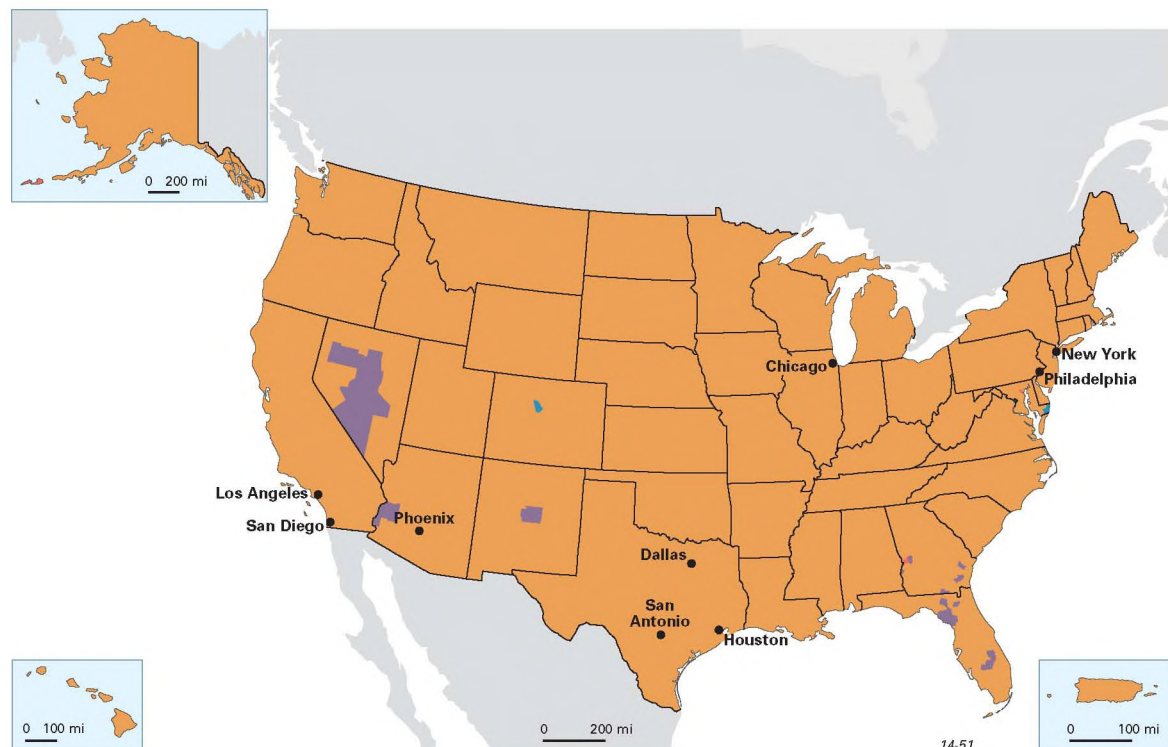 0 200 mi
Chicago
New York
Philadelphia
Los Angeles
San Diego
Phoenix
Dallas
San
Antonio
Houston
0 100 mi
0 200 mi
0 100 mi
14-51